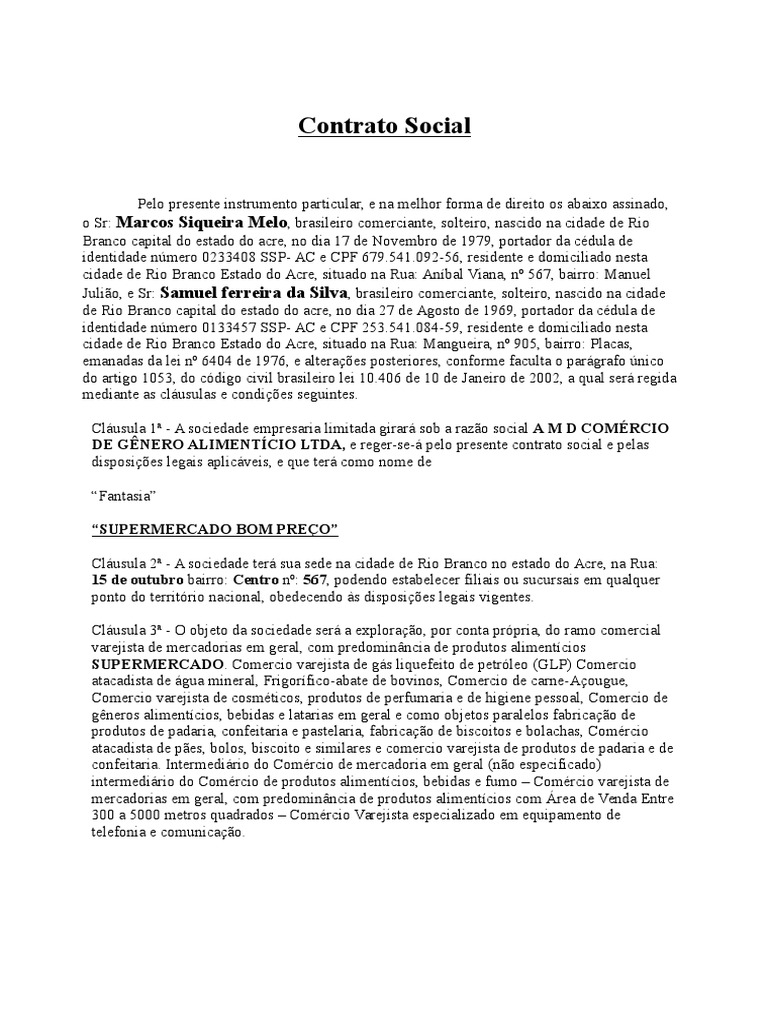 Contrato Social
Pelo presente instrumento particular, e na melhor forma de direito os abaixo assinado,
o Sr: Marcos Siqueira Melo, brasileiro comerciante, solteiro, nascido na cidade de Rio
Branco capital do estado do acre, no dia 17 de Novembro de 1979, portador da cédula de
identidade número 0233408 SSP- AC e CPF 679.541.092-56, residente e domiciliado nesta
cidade de Rio Branco Estado do Acre, situado na Rua: Aníbal Viana, nº 567, bairro: Manuel
Julião, e Sr: Samuel ferreira da Silva, brasileiro comerciante, solteiro, nascido na cidade
de Rio Branco capital do estado do acre, no dia 27 de Agosto de 1969, portador da cédula de
identidade número 0133457 SSP- AC e CPF 253.541.084-59, residente e domiciliado nesta
cidade de Rio Branco Estado do Acre, situado na Rua: Mangueira, nº 905, bairro: Placas,
emanadas da lei nº 6404 de 1976, e alterações posteriores, conforme faculta o parágrafo único
do artigo 1053, do código civil brasileiro lei 10.406 de 10 de Janeiro de 2002, a qual será regida
mediante as cláusulas e condições seguintes.
Cláusula 1ª - A sociedade empresaria limitada girará sob a razão social A M D COMÉRCIO
DE GÊNERO ALIMENTÍCIO LTDA, e reger-se-á pelo presente contrato social e pelas
disposições legais aplicáveis, e que terá como nome de
“Fantasia”
“SUPERMERCADO BOM PREÇO”
Cláusula 2ª - A sociedade terá sua sede na cidade de Rio Branco no estado do Acre, na Rua:
15 de outubro bairro: Centro nº: 567, podendo estabelecer filiais ou sucursais em qualquer
ponto do território nacional, obedecendo às disposições legais vigentes.
Cláusula 3ª - O objeto da sociedade será a exploração, por conta própria, do ramo comercial
varejista de mercadorias em geral, com predominância de produtos alimentícios
SUPERMERCADO. Comercio varejista de gás liquefeito de petróleo (GLP) Comercio
atacadista de água mineral, Frigorífico-abate de bovinos, Comercio de carne-Açougue,
Comercio varejista de cosméticos, produtos de perfumaria e de higiene pessoal, Comercio de
gêneros alimentícios, bebidas e latarias em geral e como objetos paralelos fabricação de
produtos de padaria, confeitaria e pastelaria, fabricação de biscoitos e bolachas, Comércio
atacadista de pães, bolos, biscoito e similares e comercio varejista de produtos de padaria e de
confeitaria. Intermediário do Comércio de mercadoria em geral (não especificado)
intermediário do Comércio de produtos alimentícios, bebidas e fumo – Comércio varejista de
mercadorias em geral, com predominância de produtos alimentícios com Área de Venda Entre
300 a 5000 metros quadrados – Comércio Varejista especializado em equipamento de
telefonia e comunicação.